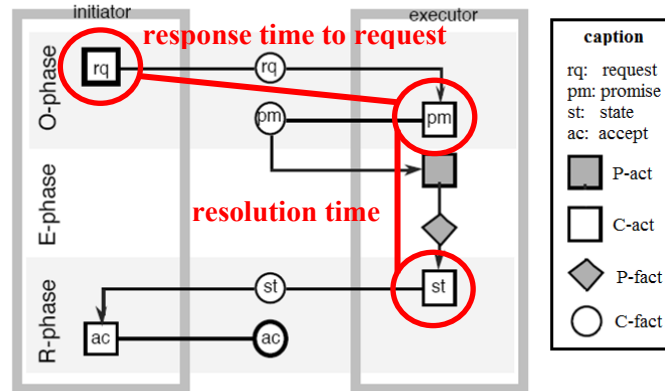 initiator
executor
response time to request
O-phase
rq
rq
pm
pm
E-phase
resolution time
R-phase
st
st
ac
ac
caption
rq: request
pm: promise
st: state
ac: accept
P-act
C-act
P-fact
C-fact